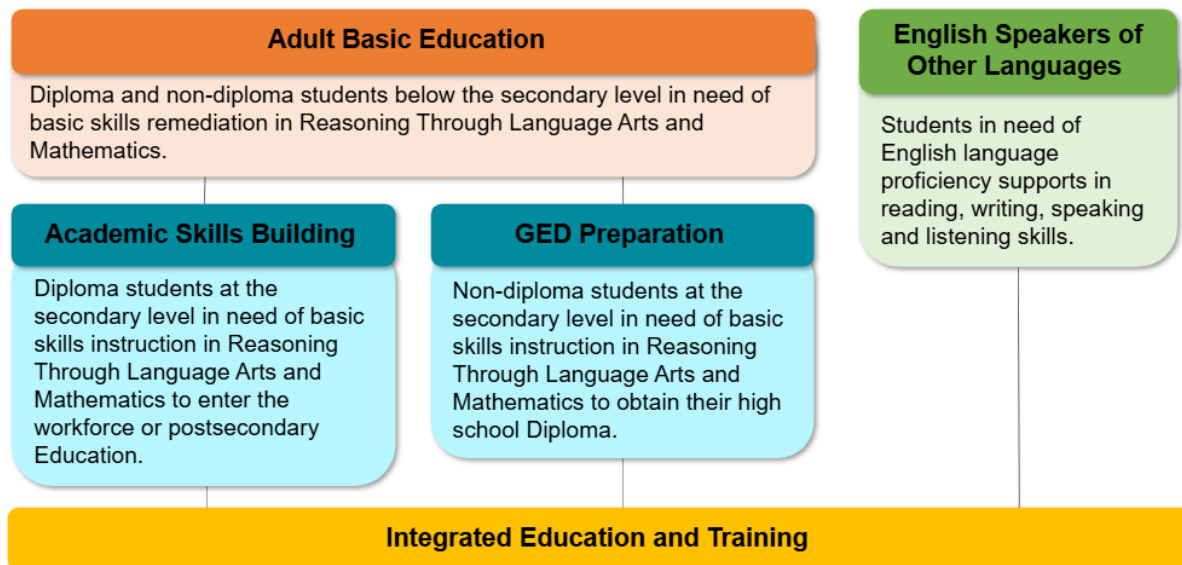 Adult Basic Education
Diploma and non-diploma students below the secondary level in need of
basic skills remediation in Reasoning Through Language Arts and
Mathematics.
English Speakers of
Other Languages
Students in need of
English language
proficiency supports in
reading, writing, speaking
and listening skills.
Academic Skills Building
Diploma students at the
secondary level in need of basic
skills instruction in Reasoning
Through Language Arts and
Mathematics to enter the
workforce or postsecondary
Education.
GED Preparation
Non-diploma students at the
secondary level in need of basic
skills instruction in Reasoning
Through Language Arts and
Mathematics to obtain their high
school Diploma.
Integrated Education and Training